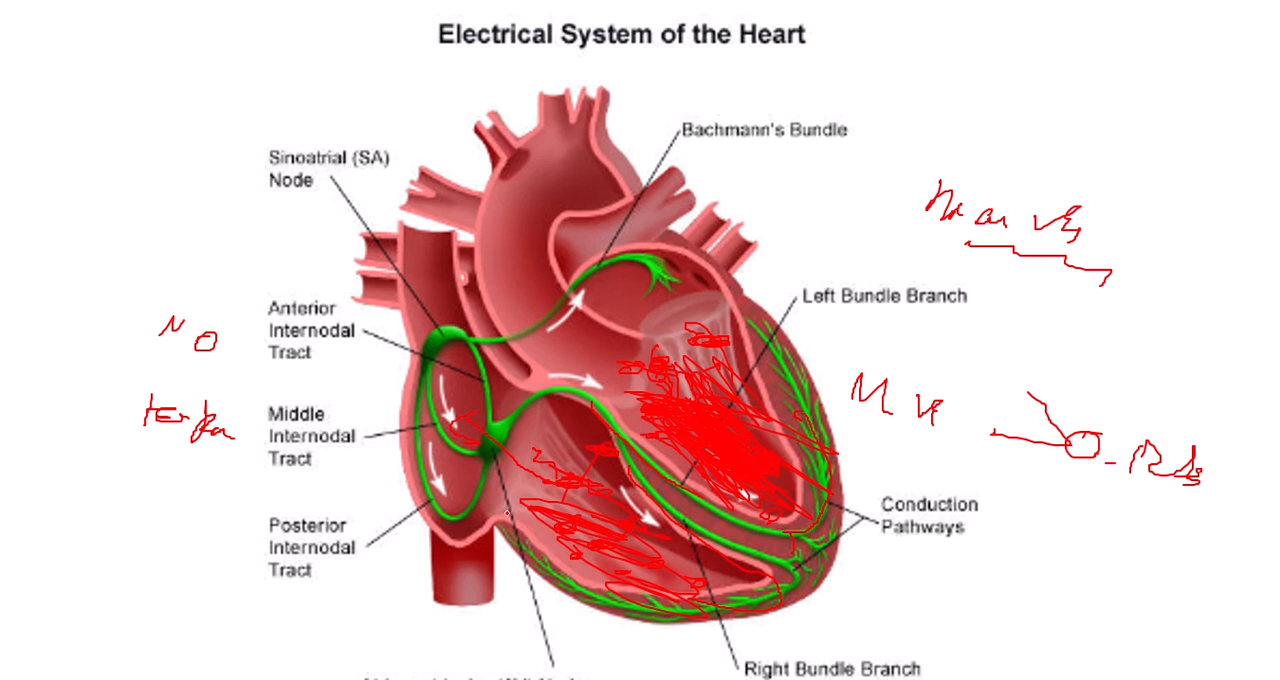 Electrical System of the Heart
Bachmann's Bundle
Sinoatrial (SA)
Node
Left Bundle Branch
Anterior
Internodal
Tract
N O
Middle
Internodal
Tract
M
Conduction
Pathways
Posterior
Internodal
Tract
Right Bundle Branch